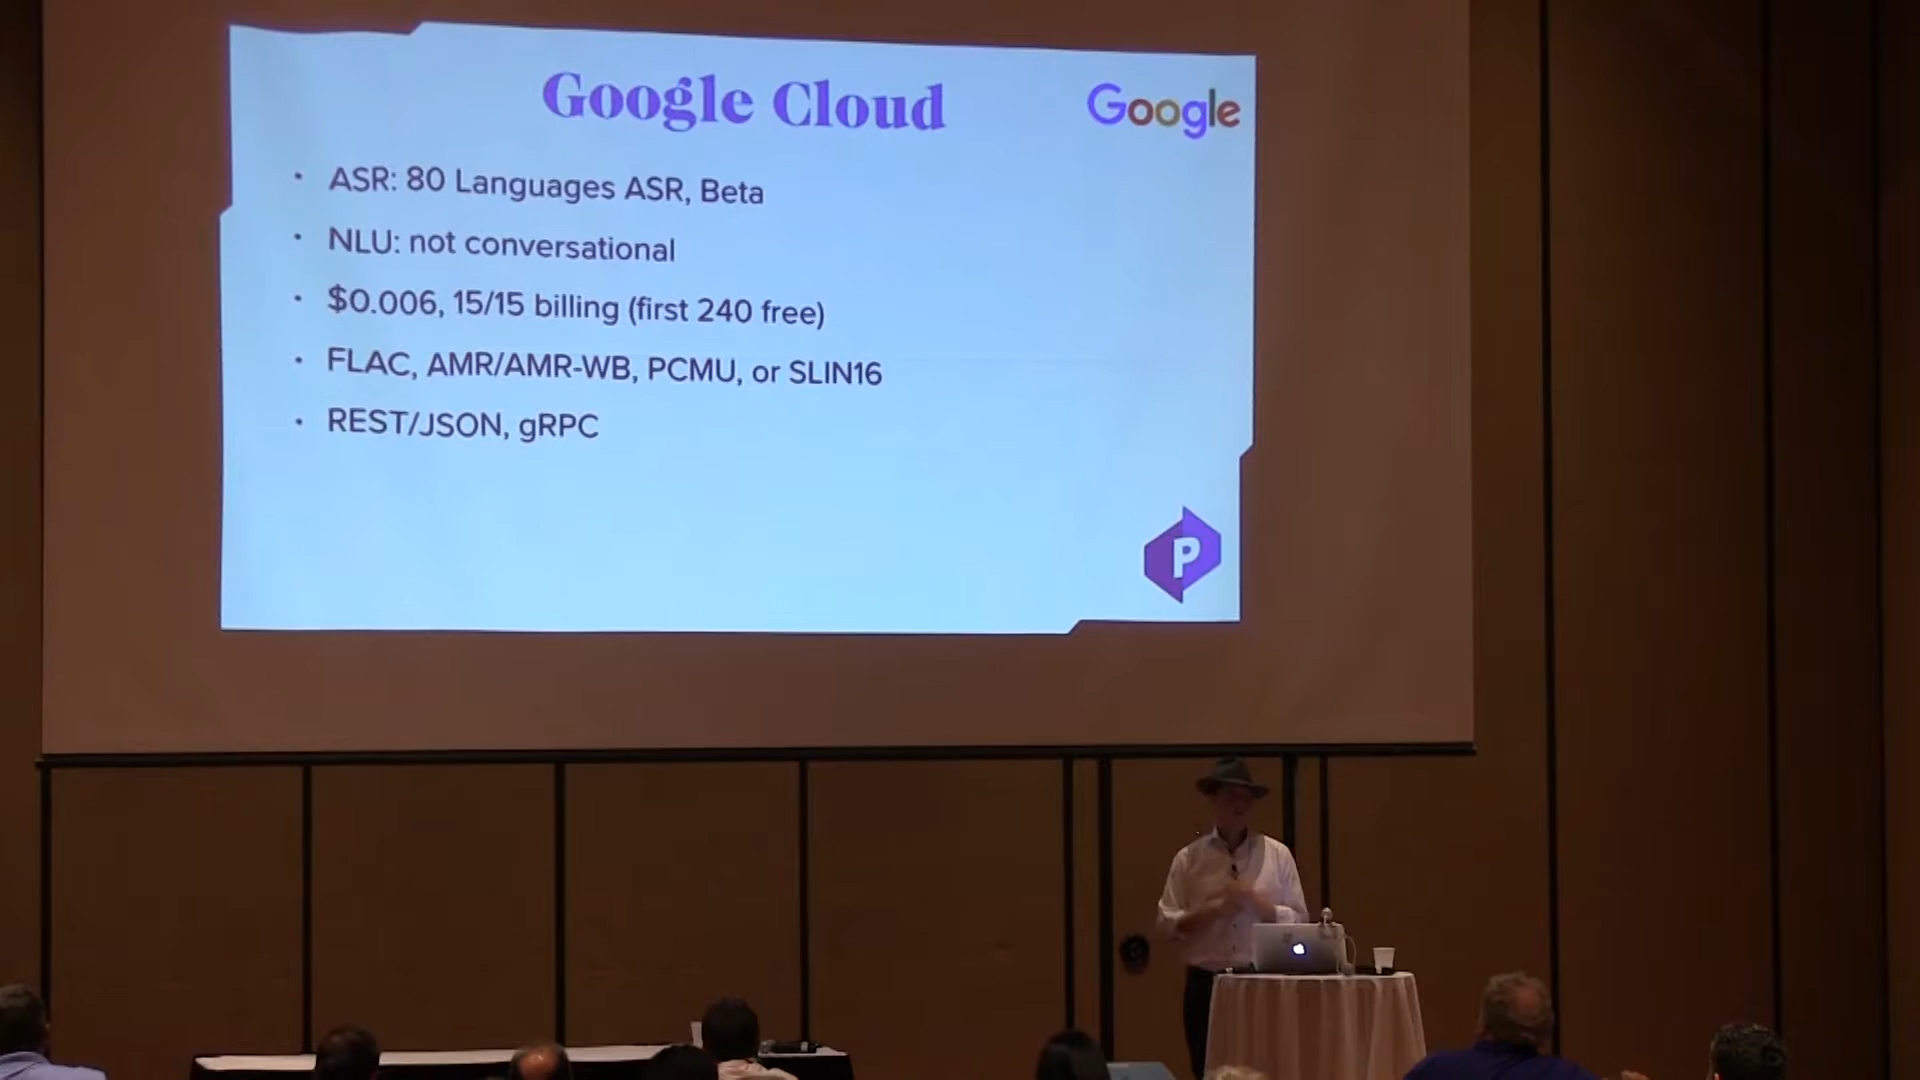 Google Cloud
Google
• ASR: 80 Languages ASR, Beta
• NLU: not conversational
• $0.006, 15/15 billing (first 240 free)
• FLAC, AMR/AMR-WB, PCMU, or SLIN16
• REST/JSON, gRPC
P